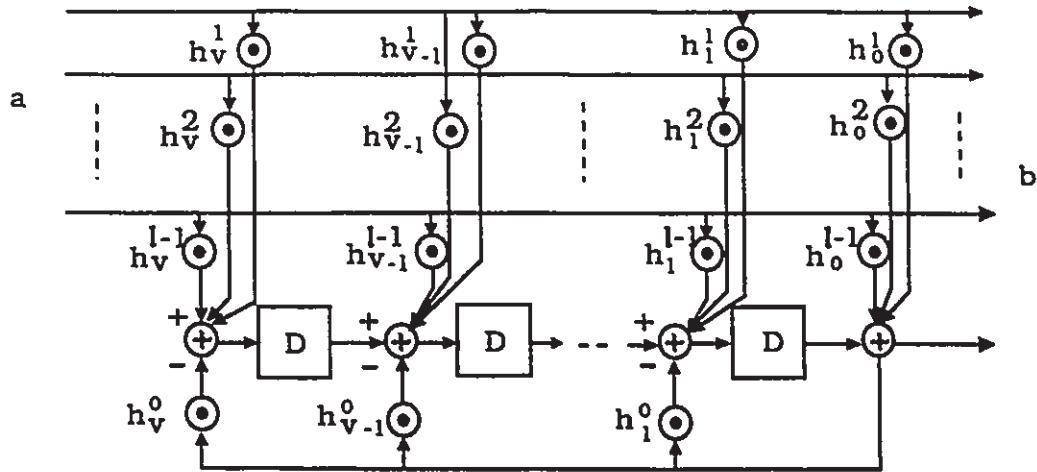 h_v^1 h_{v-1}^1 h_1^1 h_0^1
a
h_v^2 h_{v-1}^2 h_1^2 h_0^2
b
h_v^{l-1} h_{v-1}^{l-1} h_1^{l-1} h_0^{l-1}
+ + +
+ D + D + D +
- - -
h_v^0 h_{v-1}^0 h_1^0